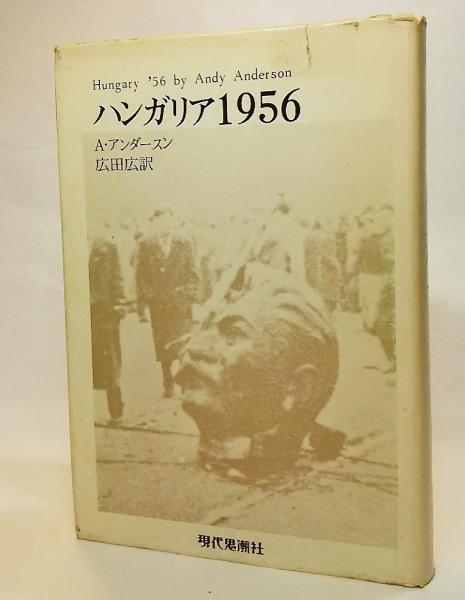 Hungary '56 by Andy Anderson
ハンガリア1956
A・アンダースン
広田広訳
現代思潮社